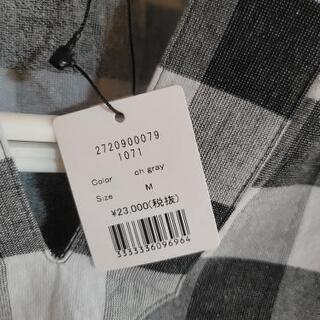 2720900079
1071
Color ch gray
Size M
¥23,000(税抜)
3333336096964